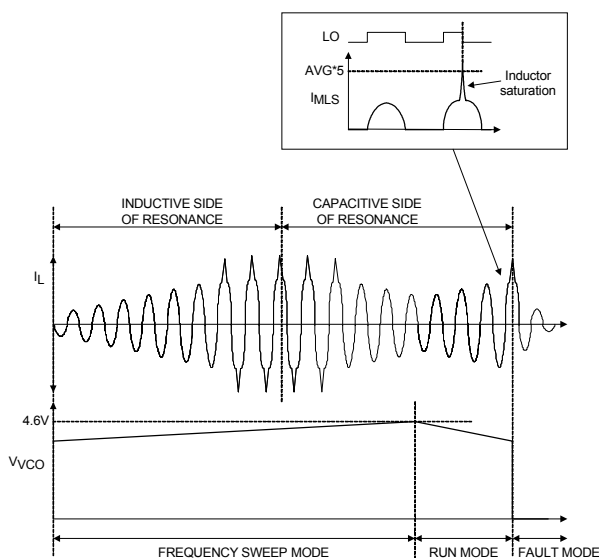 LO
AVG*5
Inductor
saturation
IMLS
INDUCTIVE SIDE
OF RESONANCE
CAPACITIVE SIDE
OF RESONANCE
IL
4.6V
VVCO
FREQUENCY SWEEP MODE
RUN MODE
FAULT MODE